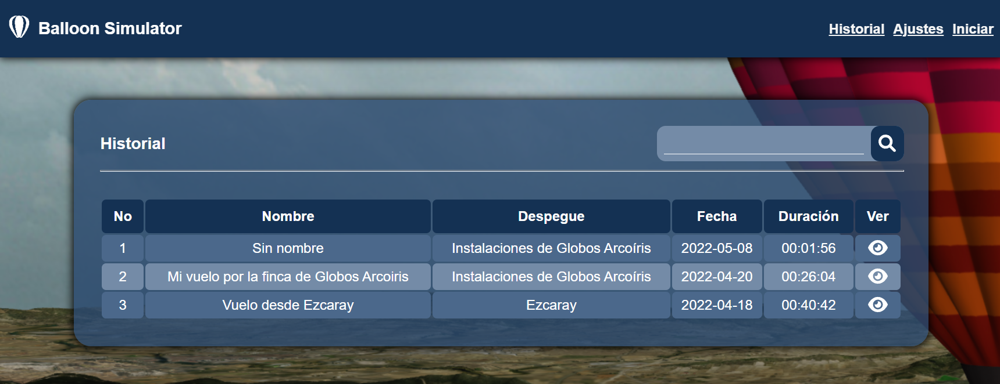 Balloon Simulator
Historial Ajustes Iniciar
Historial
No Nombre Despegue Fecha Duración Ver
1 Sin nombre Instalaciones de Globos Arcoíris 2022-05-08 00:01:56
2 Mi vuelo por la finca de Globos Arcoiris Instalaciones de Globos Arcoíris 2022-04-20 00:26:04
3 Vuelo desde Ezcaray Ezcaray 2022-04-18 00:40:42